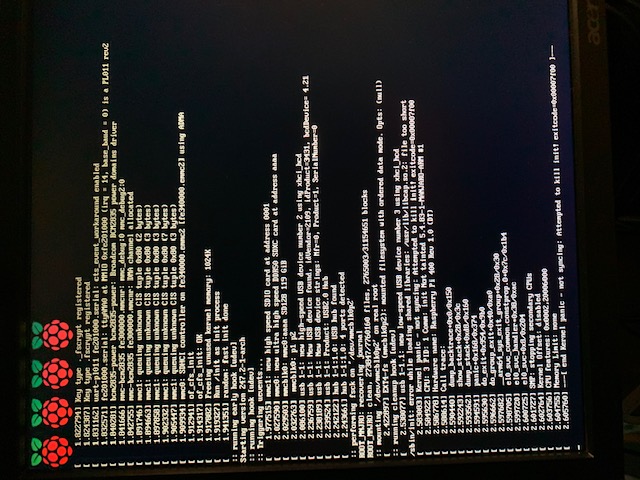 [    1.822794] Key type ._fscrypt registered
[    1.824387] Key type .fscrypt registered
[    1.831162] uart-pl011 fe201000.serial: cts_event_workaround enabled
[    1.832571] fe201000.serial: ttyAMA0 at MMIO 0xfe201000 (irq = 14, base_baud = 0) is a PL011 rev2
[    1.840281] bcm2835-power bcm2835-power: Broadcom BCM2835 power domains driver
[    1.841666] mmc-bcm2835 fe300000.mmcnr: mmc_debug:0 mmc_debug2:0
[    1.842755] mmc-bcm2835 fe300000.mmcnr: DMA channel allocated
[    1.891746] mmc1: queuing unknown CIS tuple 0x80 (2 bytes)
[    1.894663] mmc1: queuing unknown CIS tuple 0x80 (3 bytes)
[    1.897858] mmc1: queuing unknown CIS tuple 0x80 (3 bytes)
[    1.902332] mmc1: queuing unknown CIS tuple 0x80 (7 bytes)
[    1.905447] mmc1: queuing unknown CIS tuple 0x80 (3 bytes)
[    1.909934] mmc0: SDHCI controller on fe340000.emmc2 [fe340000.emmc2] using ADMA
[    1.912941] of_cfs_init
[    1.914317] of_cfs_init: OK
[    1.917882] Freeing unused kernel memory: 1024K
[    1.919327] Run /init as init process
[    1.941351] random: fast init done
:: running early hook [udev]
Starting version 247.2-1-arch
:: running hook [udev]
:: Triggering uevents...
[    1.977515] mmc1: new high speed SDIO card at address 0001
[    2.027590] mmc0: new ultra high speed DDR50 SDXC card at address aaaa
[    2.029503] mmcblk0: mmc0:aaaa SD128 119 GiB
[    2.032763]  mmcblk0: p1 p2
[    2.086100] usb 1-1: new high-speed USB device number 2 using xhci_hcd
[    2.236759] usb 1-1: New USB device found, idVendor=2109, idProduct=3431, bcdDevice= 4.21
[    2.238189] usb 1-1: New USB device strings: Mfr=0, Product=1, SerialNumber=0
[    2.239524] usb 1-1: Product: USB2.0 Hub
[    2.242122] hub 1-1:1.0: USB hub found
[    2.243661] hub 1-1:1.0: 4 ports detected
:: performing fsck on '/dev/mmcblk0p2'
ROOT_MNJRO: recovering journal
ROOT_MNJRO: clean, 273847/7760160 files, 2765003/31154651 blocks
:: mounting '/dev/mmcblk0p2' on real root
[    2.422897] EXT4-fs (mmcblk0p2): mounted filesystem with ordered data mode. Opts: (null)
:: running cleanup hook [udev]
[    2.538077] usb 1-1.1: new low-speed USB device number 3 using xhci_hcd
/sbin/init: error while loading shared libraries: /usr/lib/libcap.so.2: file too short
[    2.583083] Kernel panic - not syncing: Attempted to kill init! exitcode=0x00007f00
[    2.584922] CPU: 3 PID: 1 Comm: init Not tainted 5.4.83-1-MANJARO-ARM #1
[    2.586778] Hardware name: Raspberry Pi 400 Rev 1.0 (DT)
[    2.588614] Call trace:
[    2.590440]  dump_backtrace+0x0/0x150
[    2.592243]  show_stack+0x28/0x3c
[    2.593562]  dump_stack+0xd8/0x160
[    2.594591]  panic+0x168/0x374
[    2.595630]  do_exit+0x954/0x9b0
[    2.596662]  do_group_exit+0x40/0xa0
[    2.597682]  __arm64_sys_exit_group+0x28/0x30
[    2.598705]  el0_svc_common.constprop.0+0x7c/0x1b4
[    2.599720]  el0_svc_handler+0x38/0xac
[    2.600725]  el0_svc+0x8/0x204
[    2.601727] SMP: stopping secondary CPUs
[    2.602764] Kernel Offset: disabled
[    2.603756] CPU features: 0x0002,20006000
[    2.604755] Memory Limit: none
[    2.605760] ---[ end Kernel panic - not syncing: Attempted to kill init! exitcode=0x00007f00 ]---
acer